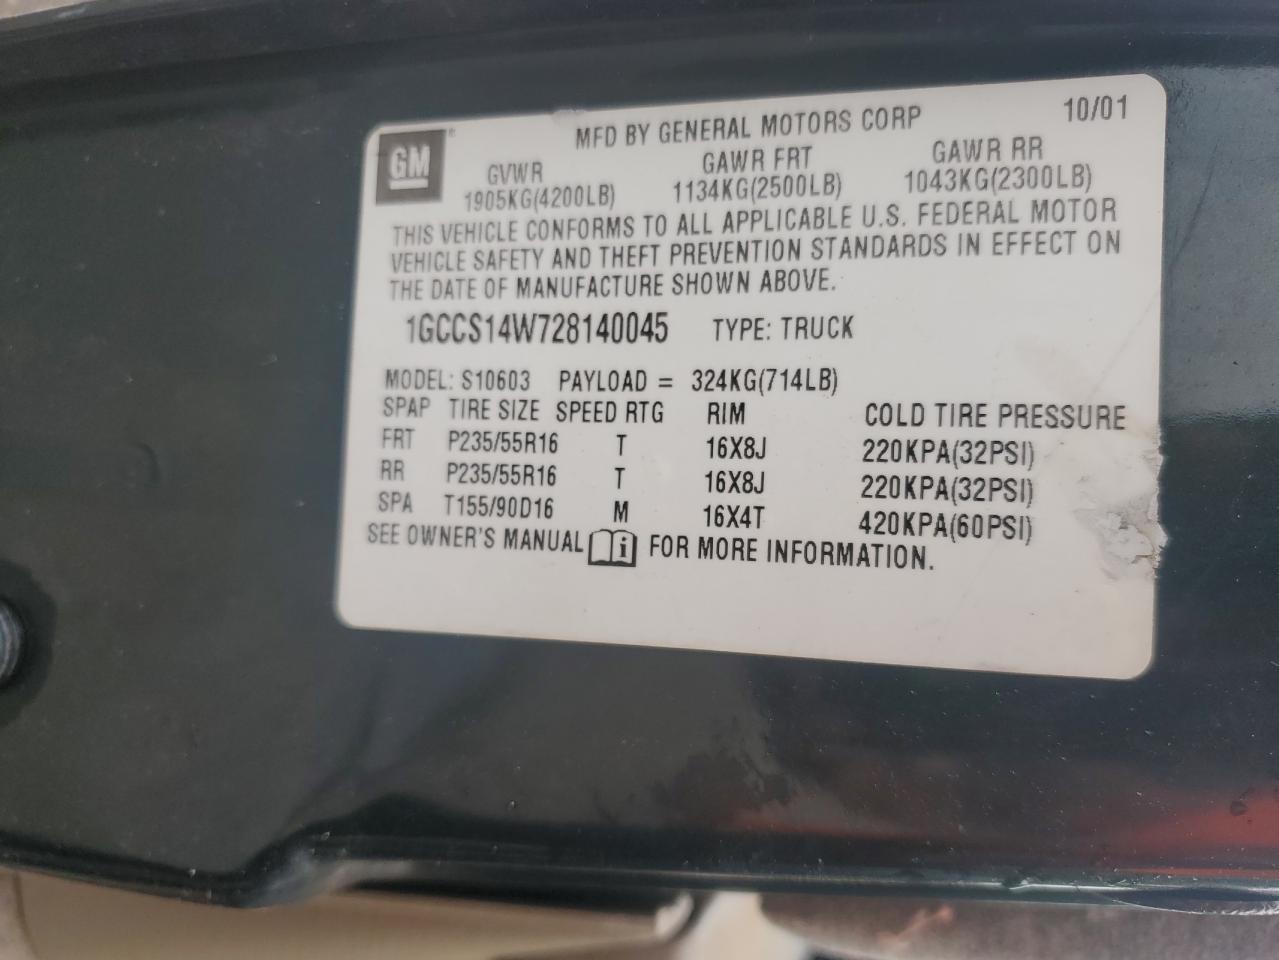 GM
MFD BY GENERAL MOTORS CORP 10/01
GVWR GAWR FRT GAWR RR
1905KG(4200LB) 1134KG(2500LB) 1043KG(2300LB)
THIS VEHICLE CONFORMS TO ALL APPLICABLE U.S. FEDERAL MOTOR
VEHICLE SAFETY AND THEFT PREVENTION STANDARDS IN EFFECT ON
THE DATE OF MANUFACTURE SHOWN ABOVE.
1GCCS14W728140045 TYPE: TRUCK
MODEL: S10603 PAYLOAD = 324KG(714LB)
SPAP TIRE SIZE SPEED RTG RIM COLD TIRE PRESSURE
FRT P235/55R16 T 16X8J 220KPA(32PSI)
RR P235/55R16 T 16X8J 220KPA(32PSI)
SPA T155/90D16 M 16X4T 420KPA(60PSI)
SEE OWNER'S MANUAL i FOR MORE INFORMATION.